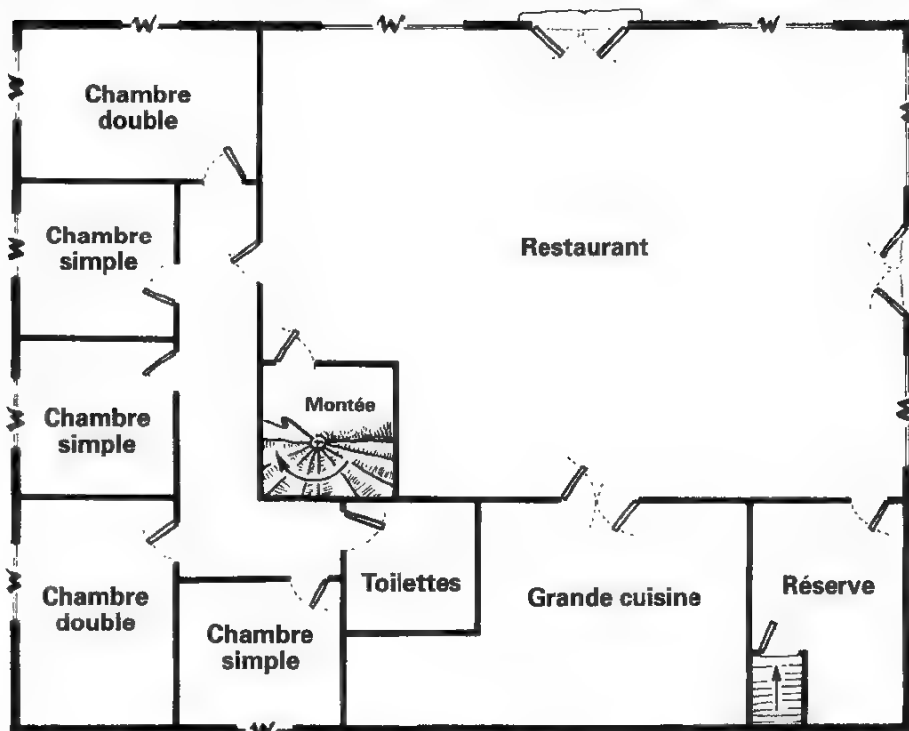 W
W
W
W
Chambre
double
W
Chambre
simple
W
Restaurant
Montée
Chambre
simple
W
W
Toilettes
Grande cuisine
Réserve
W
Chambre
double
Chambre
simple
W